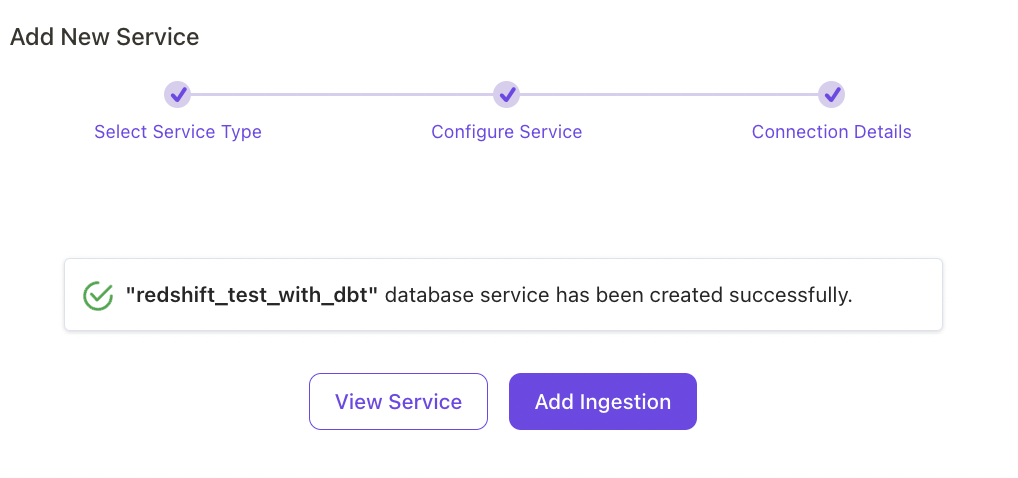 Add New Service
Select Service Type
Configure Service
Connection Details
"redshift_test_with_dbt" database service has been created successfully.
View Service
Add Ingestion